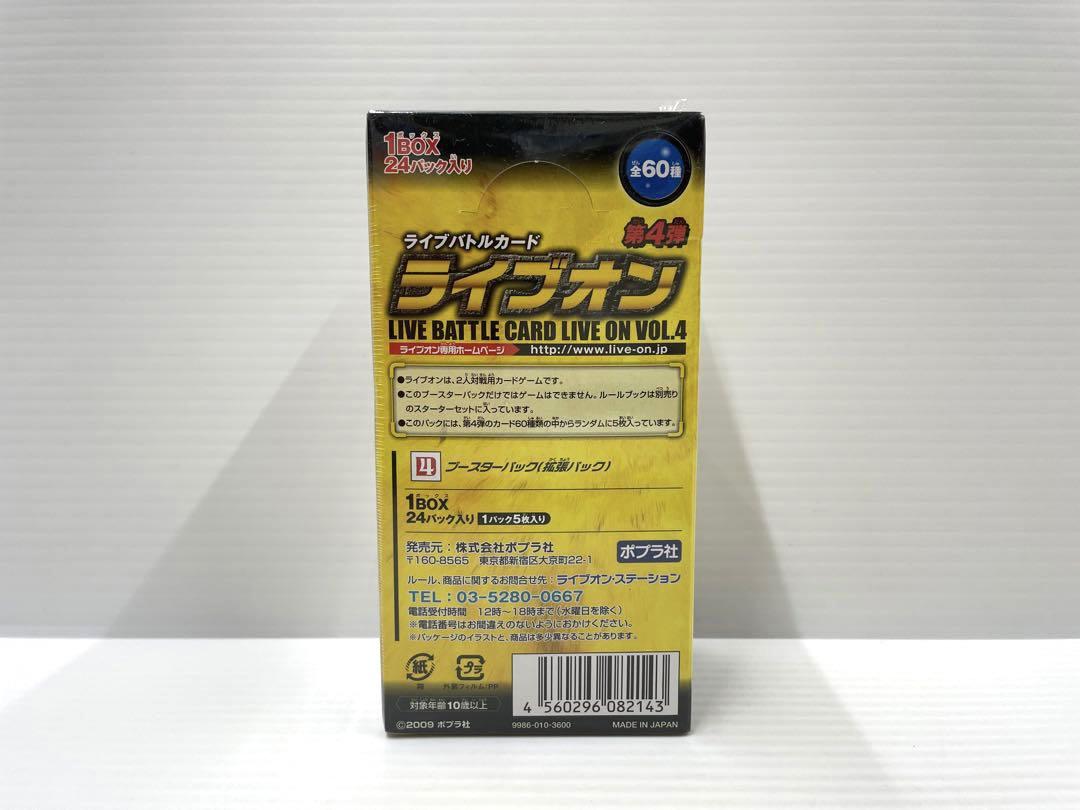 1BOX
24パック入り
全60種
第4弾
ライブバトルカード
ライブオン
LIVE BATTLE CARD LIVE ON VOL.4
ライブオン専用ホームページ http://www.live-on.jp
●ライブオンは、2人対戦用カードゲームです。
●このブースターパックだけではゲームはできません。ルールブックは別売り
のスターターセットに入っています。
●このパックには、第4弾のカード60種類の中からランダムに5枚入っています。
4 ブースターパック(拡張パック)
1BOX
24パック入り 1パック5枚入り
発売元：株式会社ポプラ社
〒160-8565 東京都新宿区大京町22-1
ポプラ社
ルール、商品に関するお問合せ先：ライブオン・ステーション
TEL：03-5280-0667
電話受付時間 12時〜18時まで(水曜日を除く)
※電話番号はお間違えのないようにおかけください。
※パッケージのイラストと、商品は多少異なることがあります。
紙 プラ
箱 外装フィルム/PP
対象年齢10歳以上
4 560296 082143
©2009 ポプラ社
9986-010-3600
MADE IN JAPAN